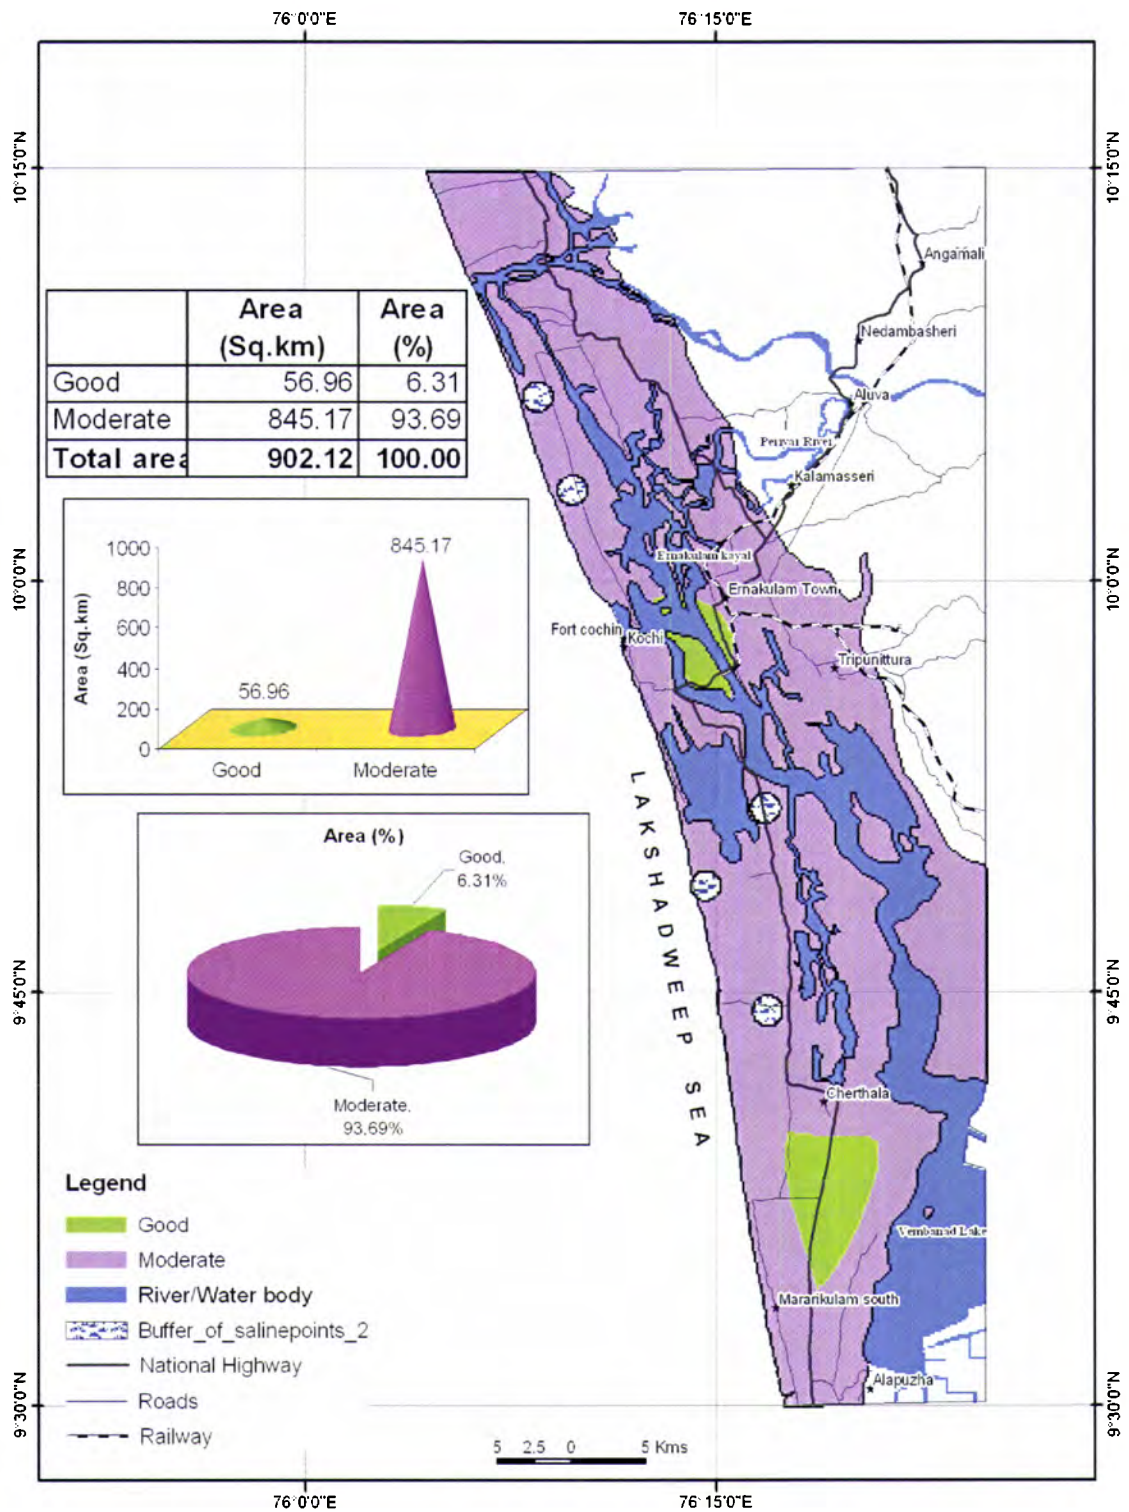 76°0'0"E 76°15'0"E
10°15'0"N 10°15'0"N
Angamali
Nedambasheri
Aluva
Periyar River
Kalamasseri
Area (Sq.km) Area (%)
Good 56.96 6.31
Moderate 845.17 93.69
Total area 902.12 100.00
Ernakulam kayal
10°0'0"N 10°0'0"N
Ernakulam Town
Fort cochin
Kochi
Tripunittura
Area (Sq.km)
1000
800
600
400
200
0
56.96
845.17
Good Moderate
LAKSHADWEEP SEA
Area (%)
Good,
6.31%
Moderate,
93.69%
9°45'0"N 9°45'0"N
Cherthala
Vembanad Lake
Mararikulam south
Alapuzha
Legend
Good
Moderate
River/Water body
Buffer_of_salinepoints_2
National Highway
Roads
Railway
9°30'0"N 9°30'0"N
5 2.5 0 5 Kms
76°0'0"E 76°15'0"E